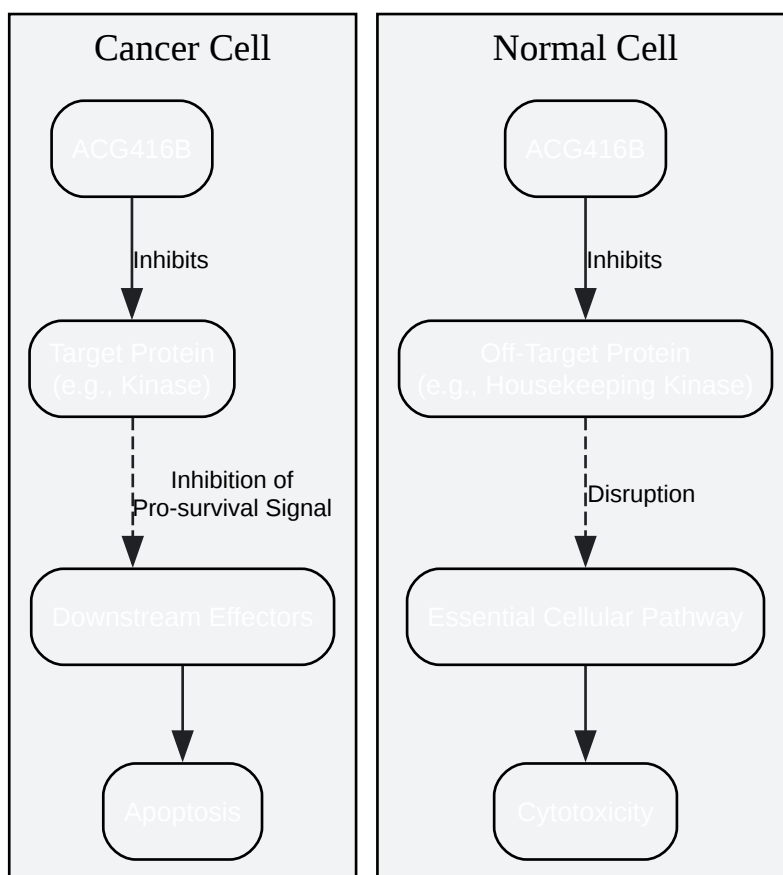 Cancer Cell
ACG416B
Inhibits
Target Protein
(e.g., Kinase)
Inhibition of
Pro-survival Signal
Downstream Effectors
Apoptosis
Normal Cell
ACG416B
Inhibits
Off-Target Protein
(e.g., Housekeeping Kinase)
Disruption
Essential Cellular Pathway
Cytotoxicity